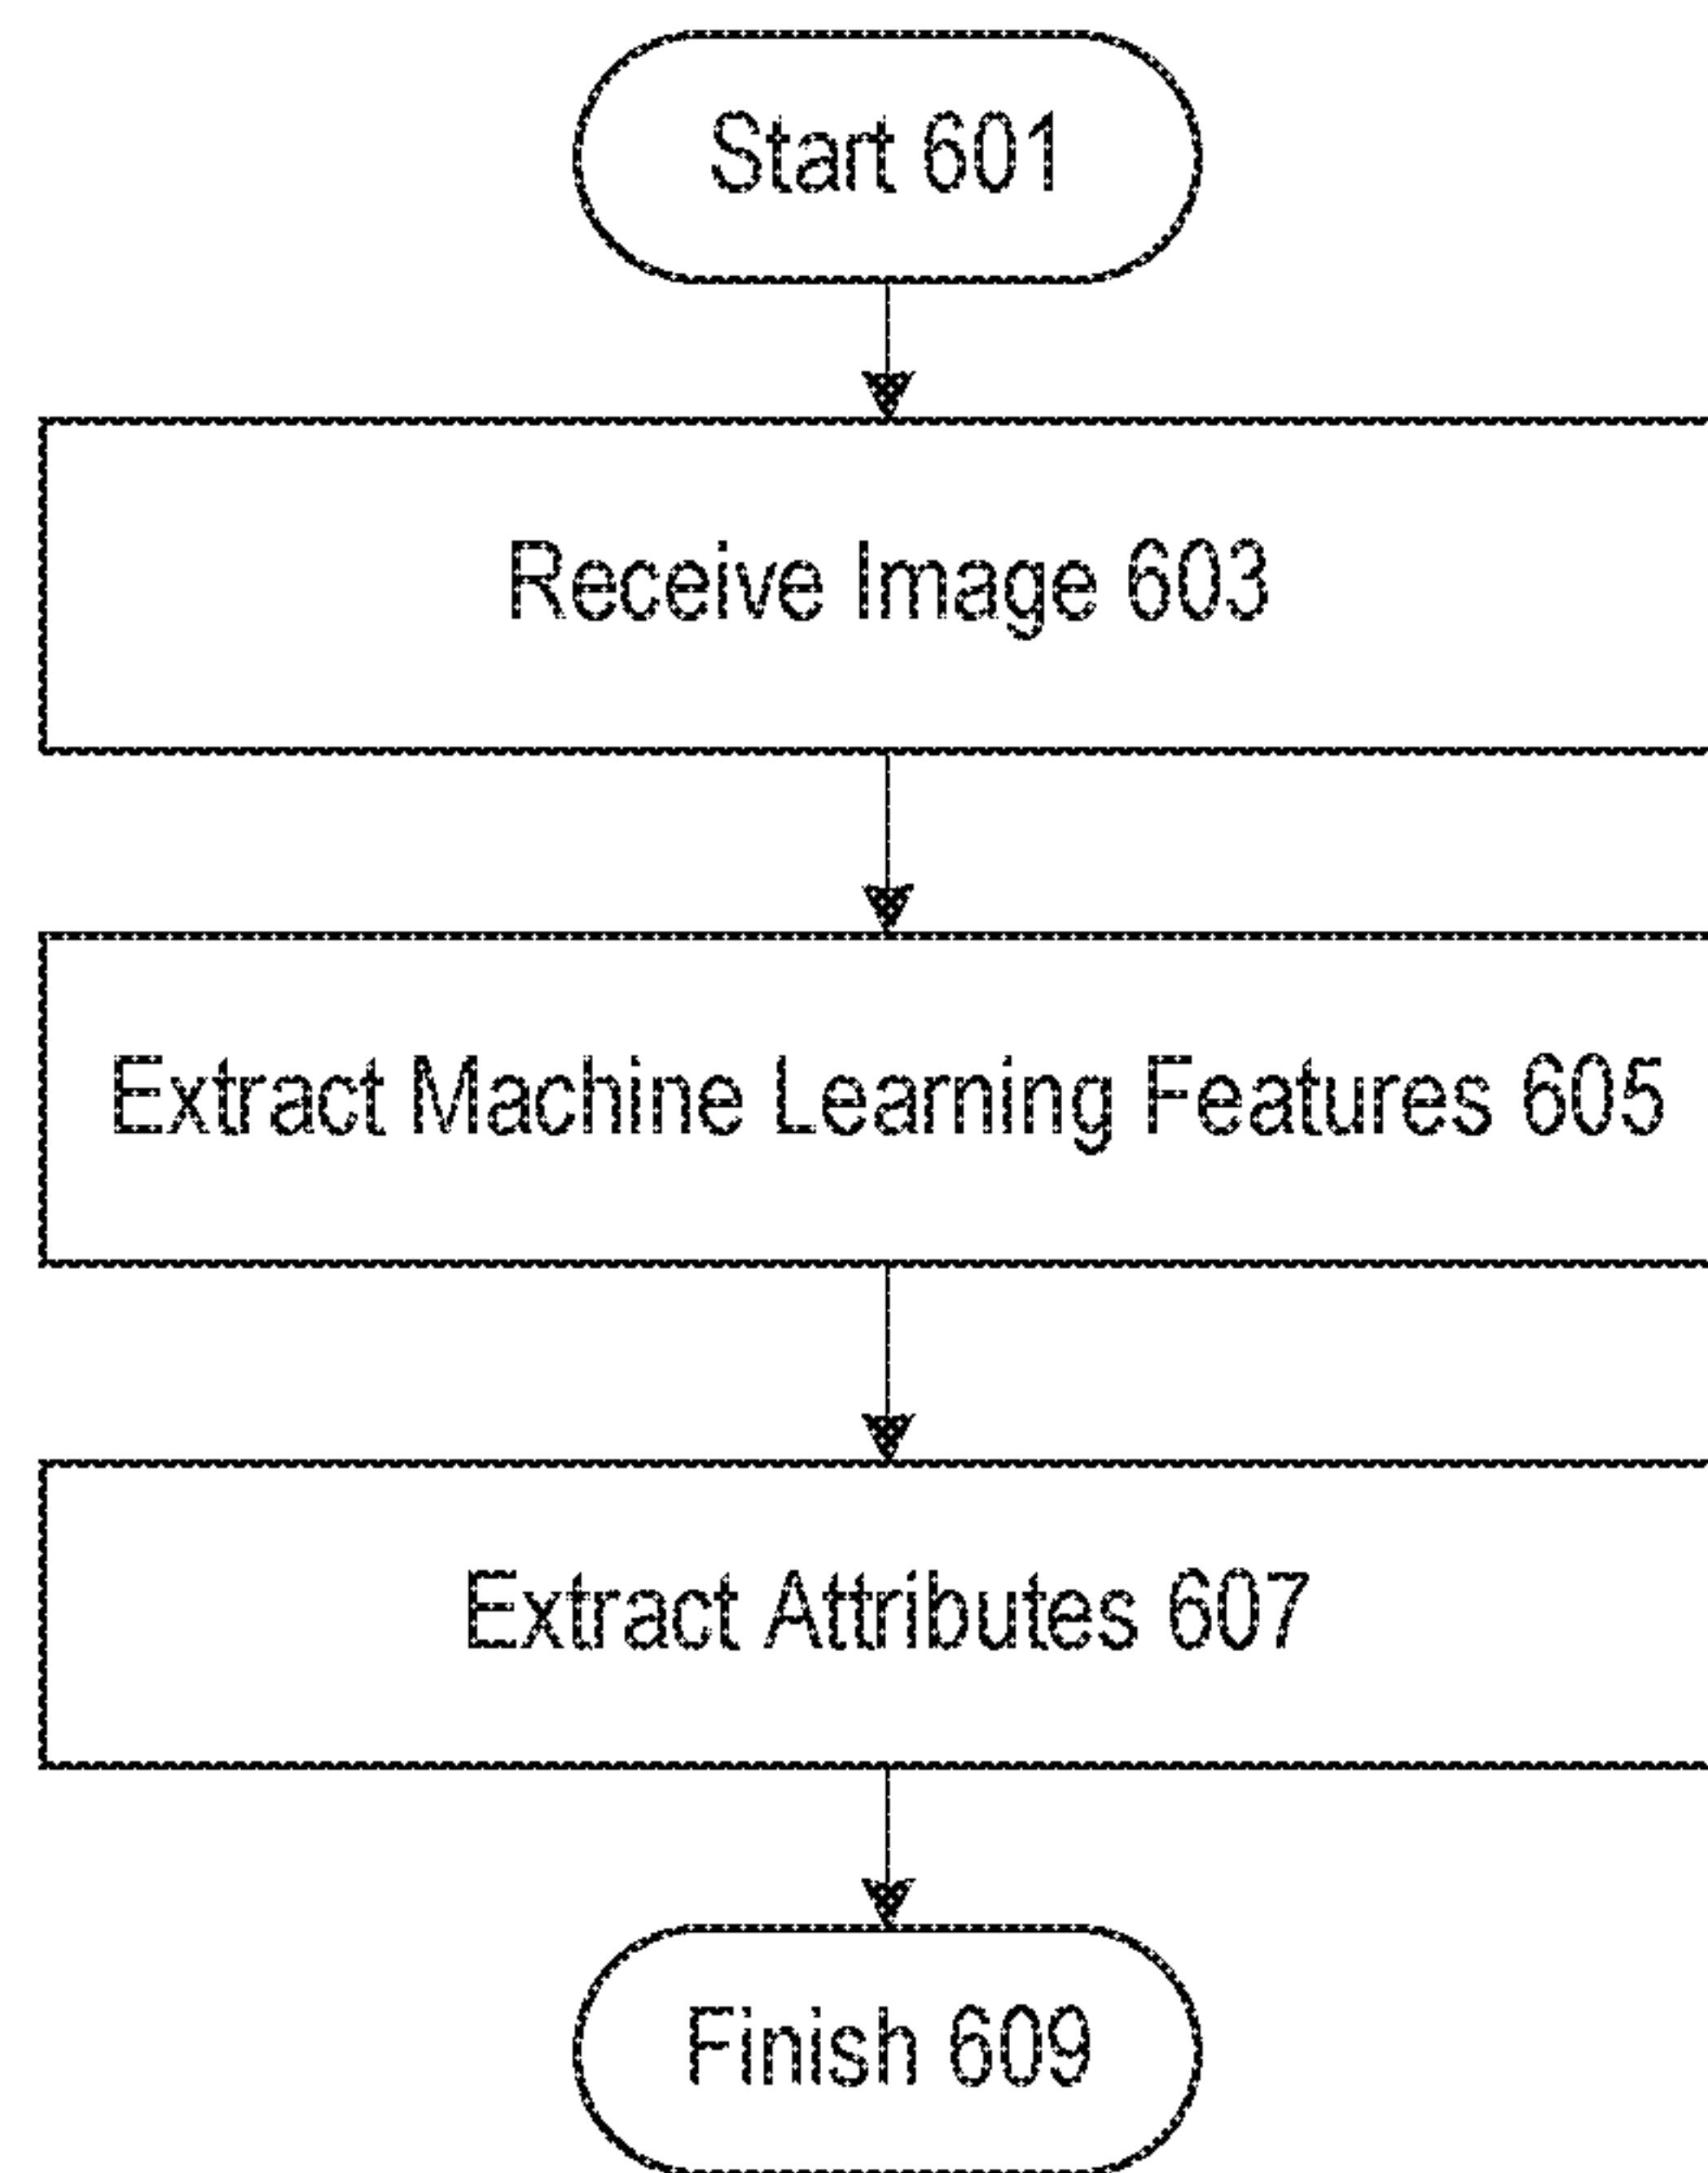 Start 601
Receive Image 603
Extract Machine Learning Features 605
Extract Attributes 607
Finish 609